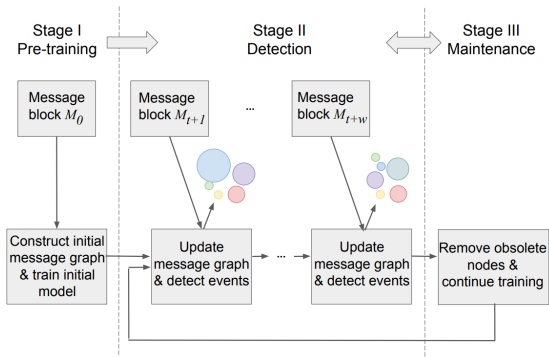 Stage I
Pre-training
Stage II
Detection
Stage III
Maintenance
Message
block M0
Message
block Mt+1
...
Message
block Mt+w
Construct initial
message graph
& train initial
model
Update
message graph
& detect events
...
Update
message graph
& detect events
Remove obsolete
nodes &
continue training